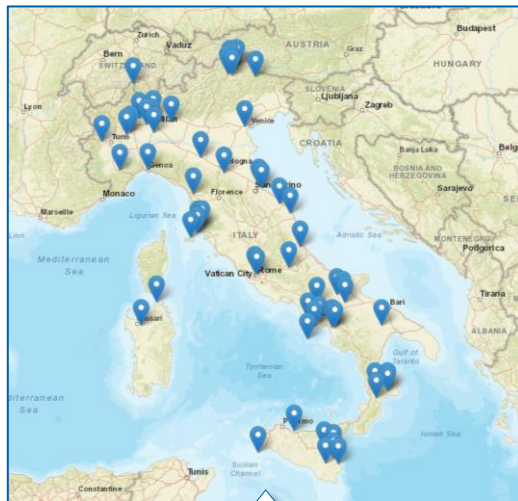 Budapest
Zurich
Bern
Vaduz
AUSTRIA
Graz
SWITZERLAND
HUNGARY
SLOVENIA
Ljubljana
Zagreb
Lyon
Turin
Venice
CROATIA
Banja Luka
Genoa
Bologna
BOSNIA AND
HERZEGOVINA
Monaco
Florence
San
Sarajevo
Marseille
Ligurian Sea
ITALY
Adriatic Sea
MONTENEGRO
Podgorica
Mediterranean
Sea
Vatican City
Rome
Bari
Tirana
ALBANIA
Tyrrhenian
Sea
Gulf of
Taranto
Ionian Sea
Sicilian
Channel
Tunis
Constantine